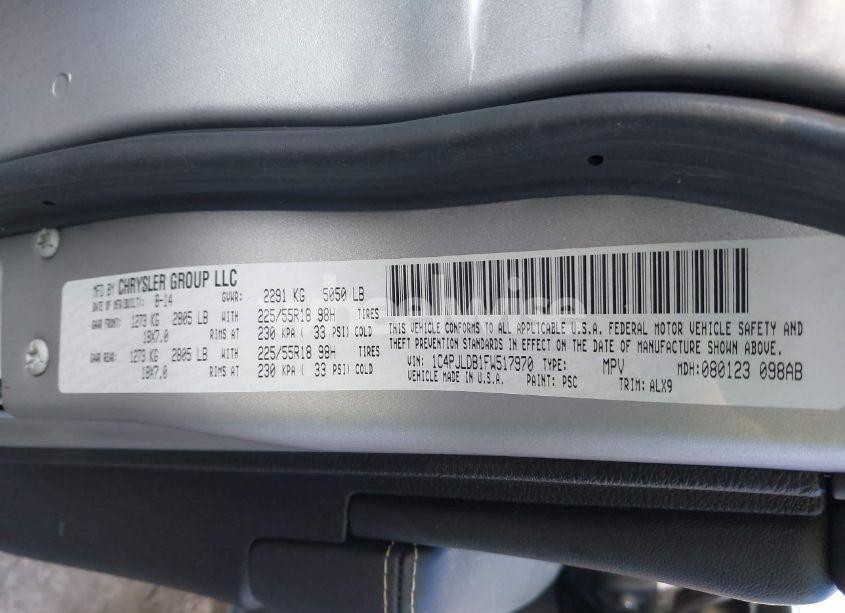 MFD BY CHRYSLER GROUP LLC
DATE OF MFR(BUILT): 8-14 GVWR: 2291 KG 5050 LB
GAWR FRONT: 1273 KG 2805 LB WITH 225/55R18 98H TIRES
18X7.0 RIMS AT 230 KPA ( 33 PSI) COLD
GAWR REAR: 1273 KG 2805 LB WITH 225/55R18 98H TIRES
18X7.0 RIMS AT 230 KPA ( 33 PSI) COLD
THIS VEHICLE CONFORMS TO ALL APPLICABLE U.S.A. FEDERAL MOTOR VEHICLE SAFETY AND
THEFT PREVENTION STANDARDS IN EFFECT ON THE DATE OF MANUFACTURE SHOWN ABOVE.
VIN: 1C4PJLDB1FW517970 TYPE: MPV MDH:080123 098AB
VEHICLE MADE IN U.S.A. PAINT: PSC TRIM: ALX9